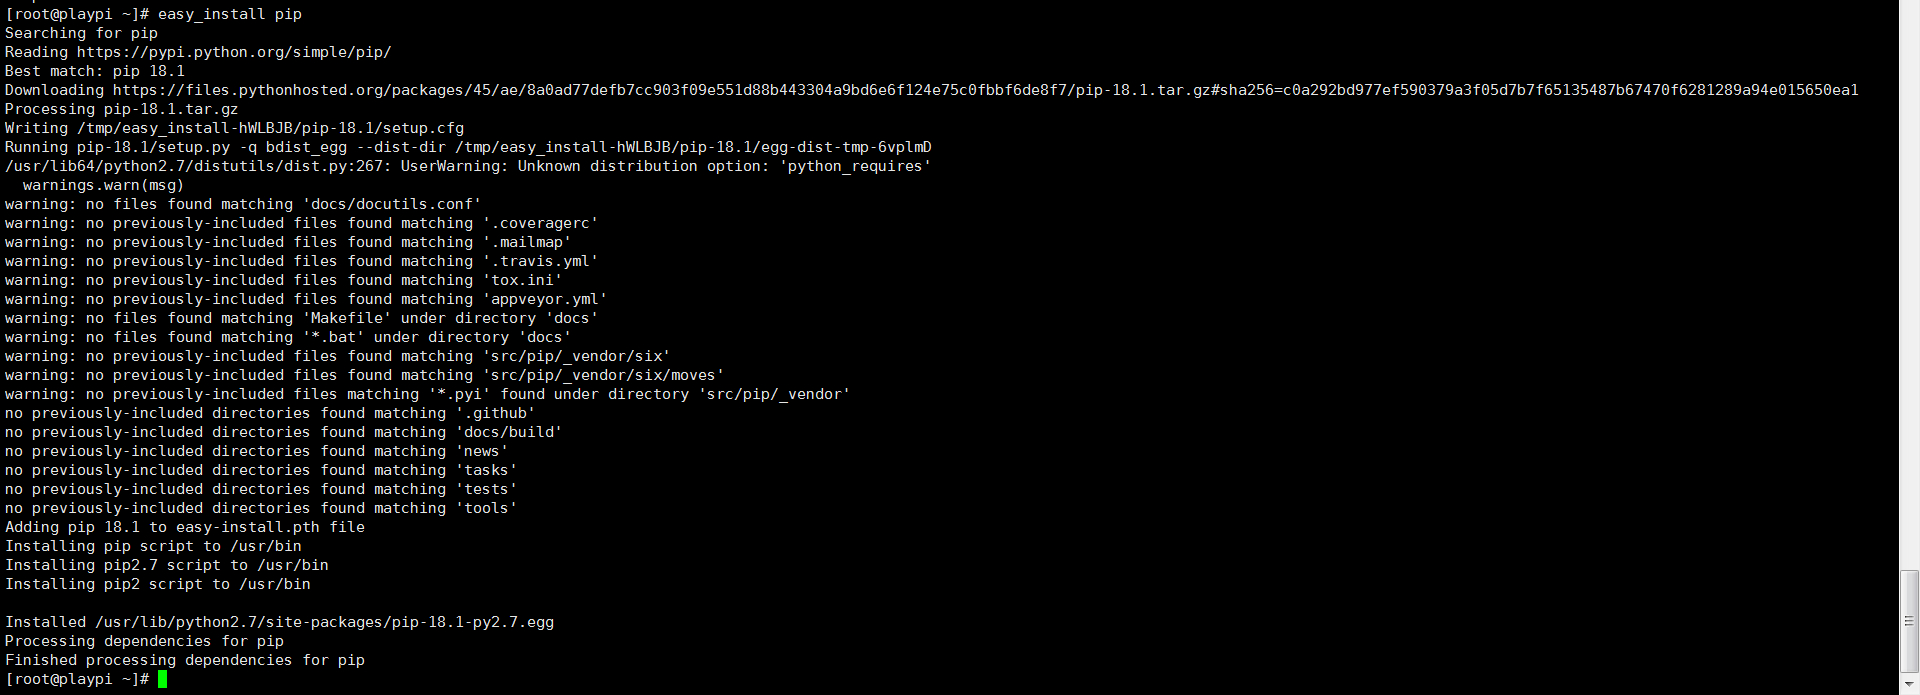 [root@playpi ~]# easy_install pip
Searching for pip
Reading https://pypi.python.org/simple/pip/
Best match: pip 18.1
Downloading https://files.pythonhosted.org/packages/45/ae/8a0ad77defb7cc903f09e551d88b443304a9bd6e6f124e75c0fbbf6de8f7/pip-18.1.tar.gz#sha256=c0a292bd977ef590379a3f05d7b7f65135487b67470f6281289a94e015650ea1
Processing pip-18.1.tar.gz
Writing /tmp/easy_install-hWLBJB/pip-18.1/setup.cfg
Running pip-18.1/setup.py -q bdist_egg --dist-dir /tmp/easy_install-hWLBJB/pip-18.1/egg-dist-tmp-6vplmD
/usr/lib64/python2.7/distutils/dist.py:267: UserWarning: Unknown distribution option: 'python_requires'
  warnings.warn(msg)
warning: no files found matching 'docs/docutils.conf'
warning: no previously-included files found matching '.coveragerc'
warning: no previously-included files found matching '.mailmap'
warning: no previously-included files found matching '.travis.yml'
warning: no previously-included files found matching 'tox.ini'
warning: no previously-included files found matching 'appveyor.yml'
warning: no files found matching 'Makefile' under directory 'docs'
warning: no files found matching '*.bat' under directory 'docs'
warning: no previously-included files found matching 'src/pip/_vendor/six'
warning: no previously-included files found matching 'src/pip/_vendor/six/moves'
warning: no previously-included files matching '*.pyi' found under directory 'src/pip/_vendor'
no previously-included directories found matching '.github'
no previously-included directories found matching 'docs/build'
no previously-included directories found matching 'news'
no previously-included directories found matching 'tasks'
no previously-included directories found matching 'tests'
no previously-included directories found matching 'tools'
Adding pip 18.1 to easy-install.pth file
Installing pip script to /usr/bin
Installing pip2.7 script to /usr/bin
Installing pip2 script to /usr/bin

Installed /usr/lib/python2.7/site-packages/pip-18.1-py2.7.egg
Processing dependencies for pip
Finished processing dependencies for pip
[root@playpi ~]#